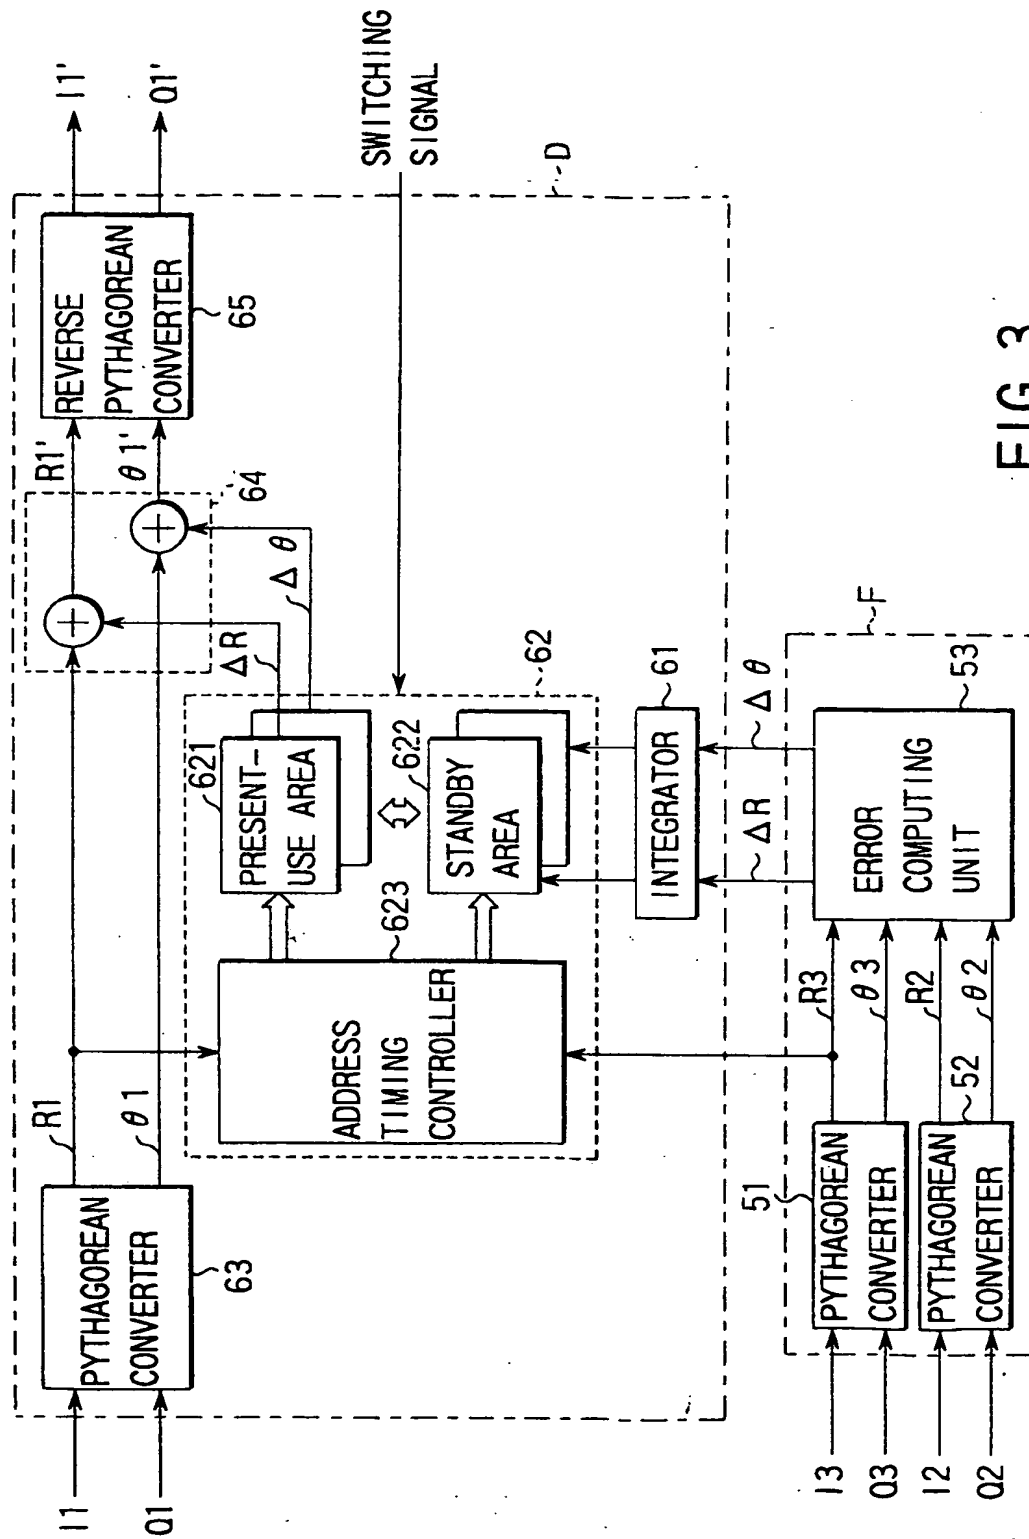 I1
Q1
PYTHAGOREAN
CONVERTER
63
R1
θ1
R1'
θ1'
64
REVERSE
PYTHAGOREAN
CONVERTER
65
I1'
Q1'
ΔR
Δθ
SWITCHING
SIGNAL
D
621
PRESENT-
USE AREA
622
STANDBY
AREA
62
623
ADDRESS
TIMING
CONTROLLER
INTEGRATOR
61
ΔR
Δθ
F
I3
Q3
I2
Q2
51
PYTHAGOREAN
CONVERTER
52
PYTHAGOREAN
CONVERTER
R3
θ3
R2
θ2
ERROR
COMPUTING
UNIT
53
FIG. 3